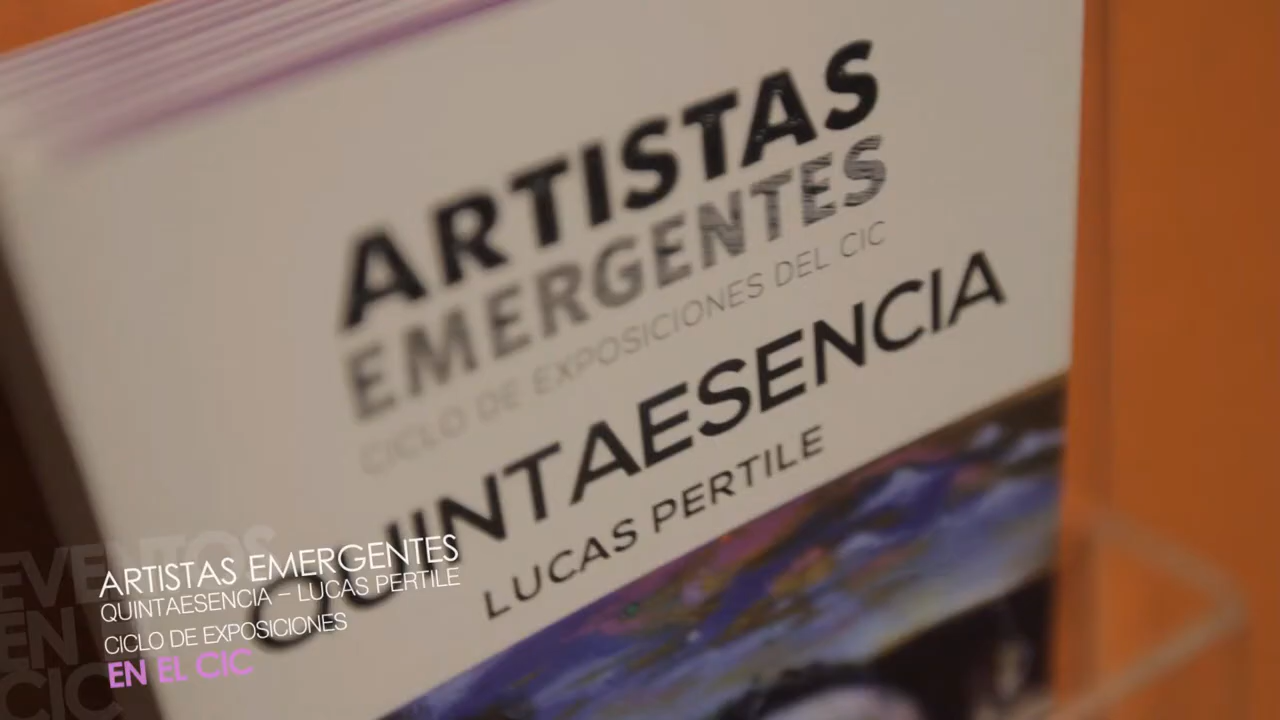 ARTISTAS
EMERGENTES
CICLO DE EXPOSICIONES DEL CIC
QUINTAESENCIA
LUCAS PERTILE
EVENTOS
EN
CIC
ARTISTAS EMERGENTES
QUINTAESENCIA – LUCAS PERTILE
CICLO DE EXPOSICIONES
EN EL CIC